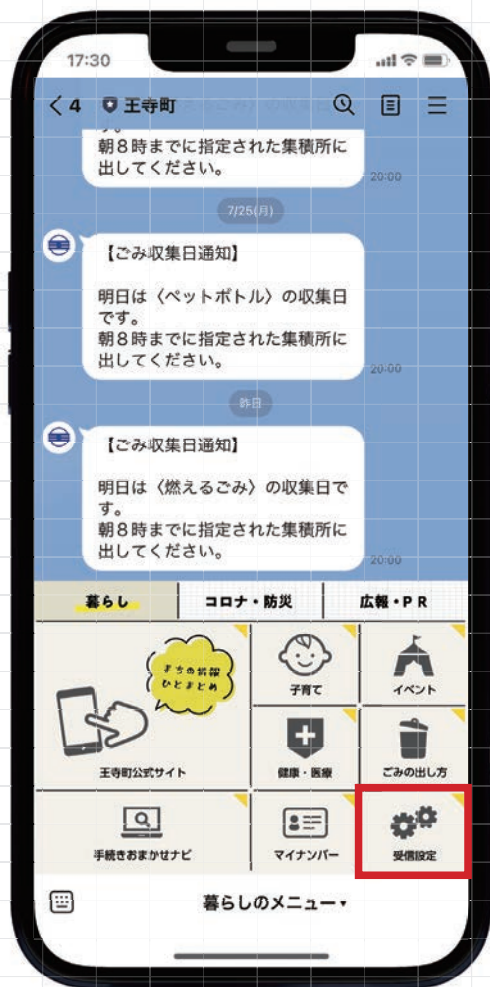 17:30
4 王寺町
す。
朝8時までに指定された集積所に
出してください。
20:00
7/25(月)
【ごみ収集日通知】
明日は〈ペットボトル〉の収集日
です。
朝8時までに指定された集積所に
出してください。
20:00
昨日
【ごみ収集日通知】
明日は〈燃えるごみ〉の収集日で
す。
朝8時までに指定された集積所に
出してください。
20:00
暮らし コロナ・防災 広報・PR
まちの情報
ひとまとめ
王寺町公式サイト
子育て
イベント
健康・医療
ごみの出し方
手続きおまかせナビ
マイナンバー
受信設定
暮らしのメニュー▾